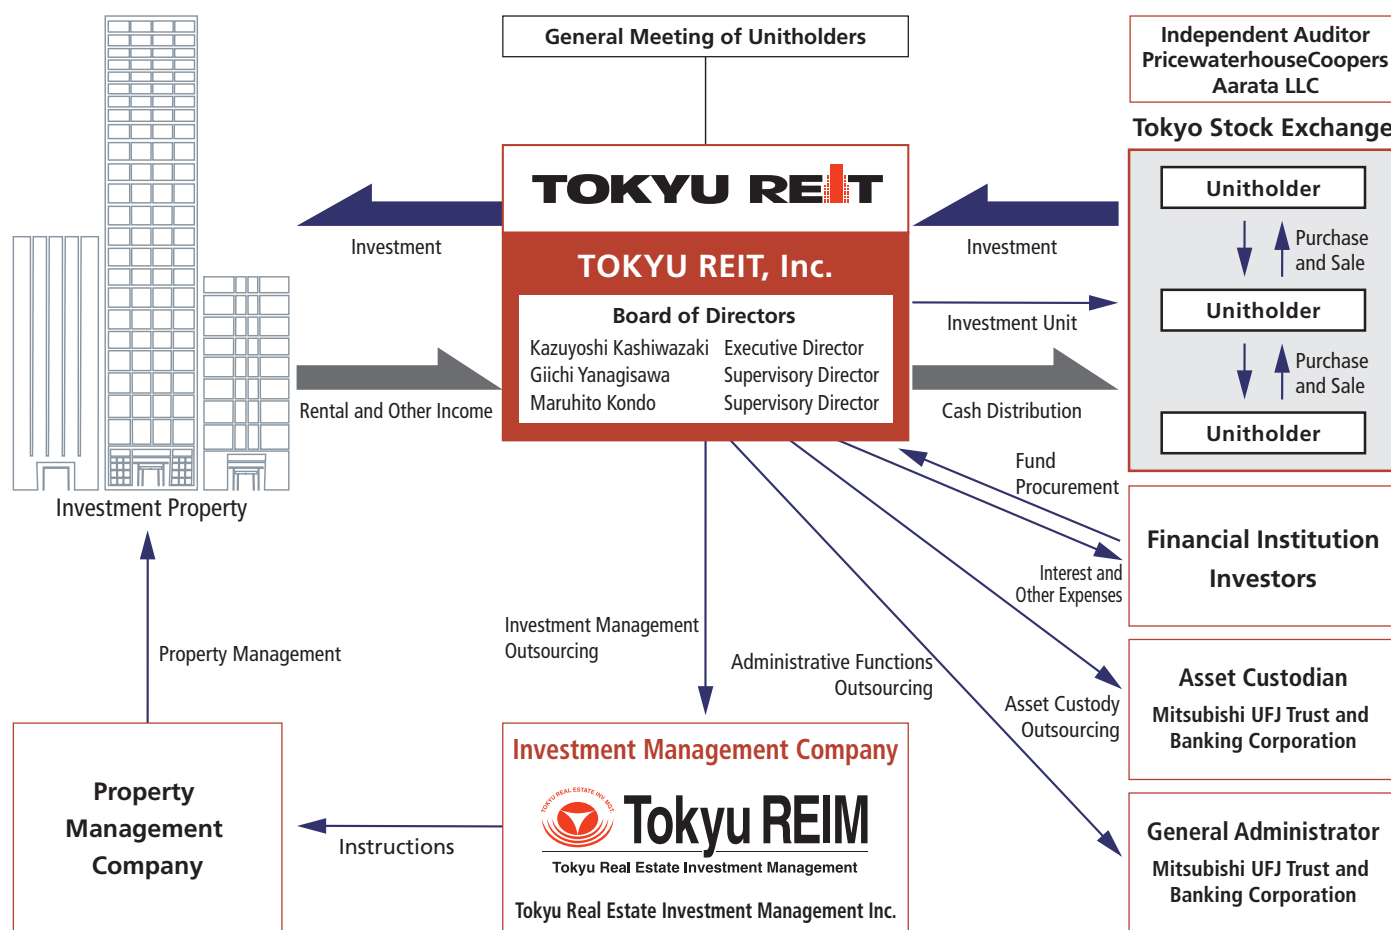 General Meeting of Unitholders
Independent Auditor
PricewaterhouseCoopers
Aarata LLC
Tokyo Stock Exchange
TOKYU REIT
Investment
Investment
TOKYU REIT, Inc.
Board of Directors
Kazuyoshi Kashiwazaki Executive Director
Giichi Yanagisawa Supervisory Director
Maruhito Kondo Supervisory Director
Investment Unit
Rental and Other Income
Cash Distribution
Unitholder
Purchase
and Sale
Unitholder
Purchase
and Sale
Unitholder
Investment Property
Fund
Procurement
Financial Institution
Investors
Interest and
Other Expenses
Property Management
Investment Management
Outsourcing
Administrative Functions
Outsourcing
Asset Custody
Outsourcing
Asset Custodian
Mitsubishi UFJ Trust and
Banking Corporation
Property
Management
Company
Instructions
Investment Management Company
TOKYU REAL ESTATE INV. MGT.
Tokyu REIM
Tokyu Real Estate Investment Management
Tokyu Real Estate Investment Management Inc.
General Administrator
Mitsubishi UFJ Trust and
Banking Corporation